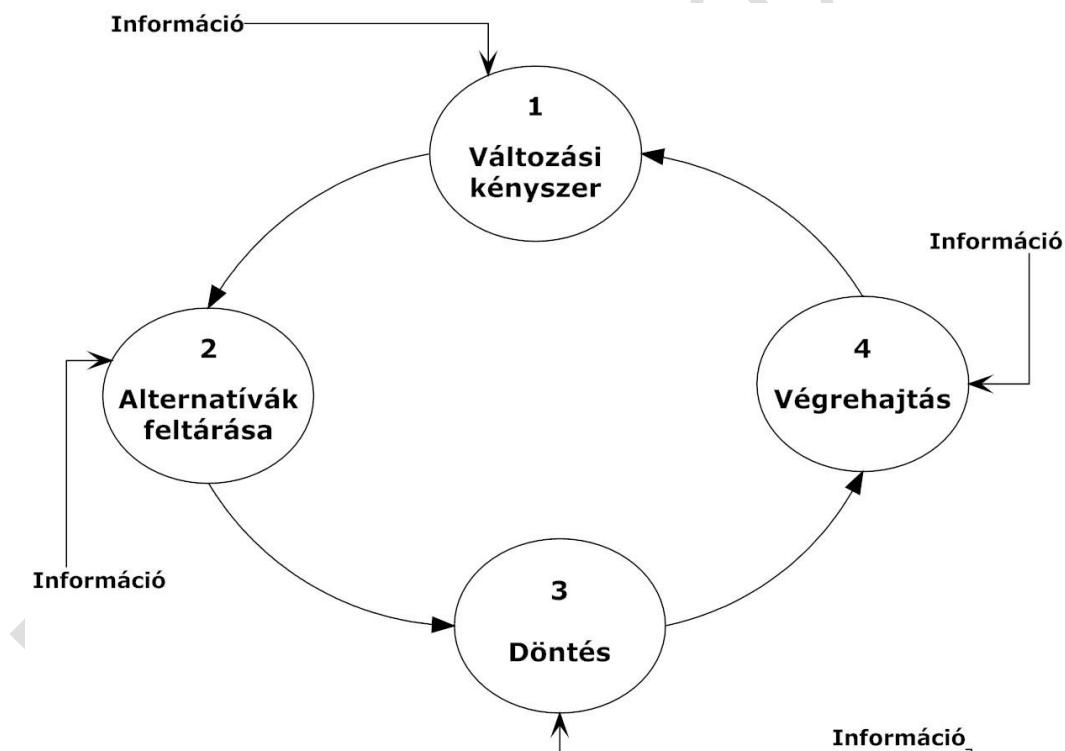 Információ
1
Változási
kényszer
Információ
2
Alternatívák
feltárása
4
Végrehajtás
Információ
3
Döntés
Információ